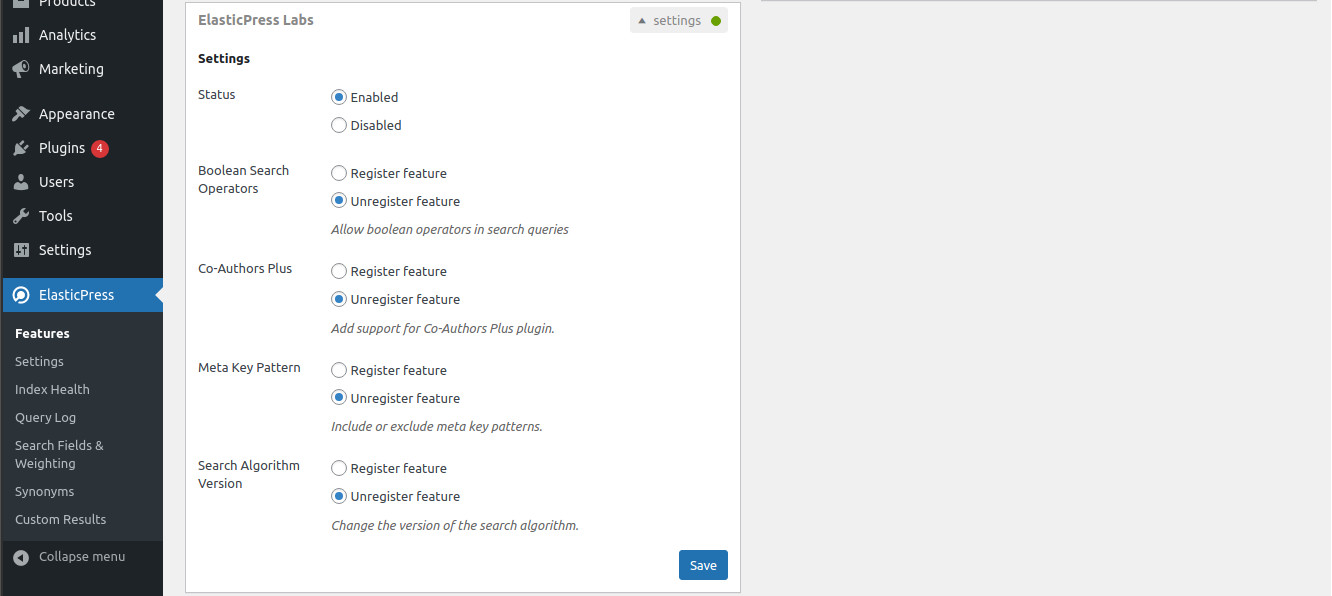 Products
Analytics
Marketing
Appearance
Plugins 4
Users
Tools
Settings
ElasticPress
Features
Settings
Index Health
Query Log
Search Fields &
Weighting
Synonyms
Custom Results
Collapse menu
ElasticPress Labs
settings
Settings
Status
Enabled
Disabled
Boolean Search
Operators
Register feature
Unregister feature
Allow boolean operators in search queries
Co-Authors Plus
Register feature
Unregister feature
Add support for Co-Authors Plus plugin.
Meta Key Pattern
Register feature
Unregister feature
Include or exclude meta key patterns.
Search Algorithm
Version
Register feature
Unregister feature
Change the version of the search algorithm.
Save